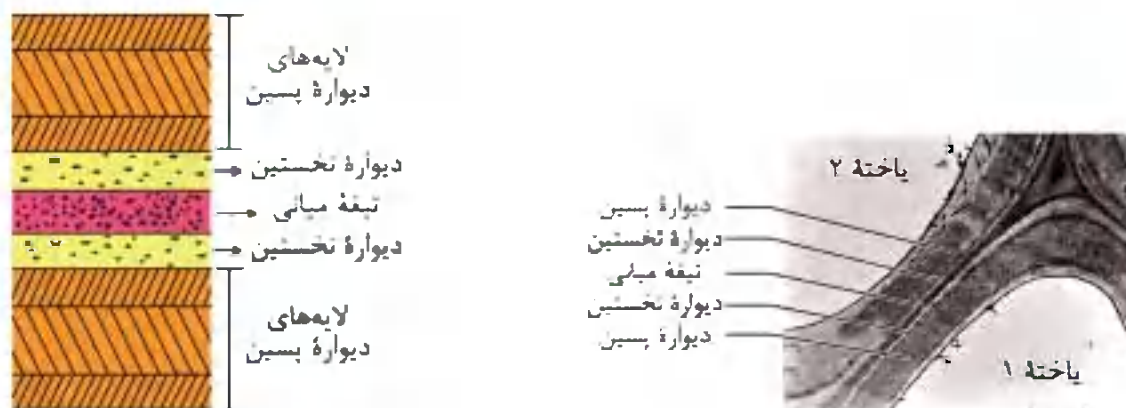 لایه‌های
دیوارهٔ پسین
دیوارهٔ نخستین
تیغهٔ میانی
دیوارهٔ نخستین
لایه‌های
دیوارهٔ پسین
یاختهٔ ۲
دیوارهٔ پسین
دیوارهٔ نخستین
تیغهٔ میانی
دیوارهٔ نخستین
دیوارهٔ پسین
یاختهٔ ۱